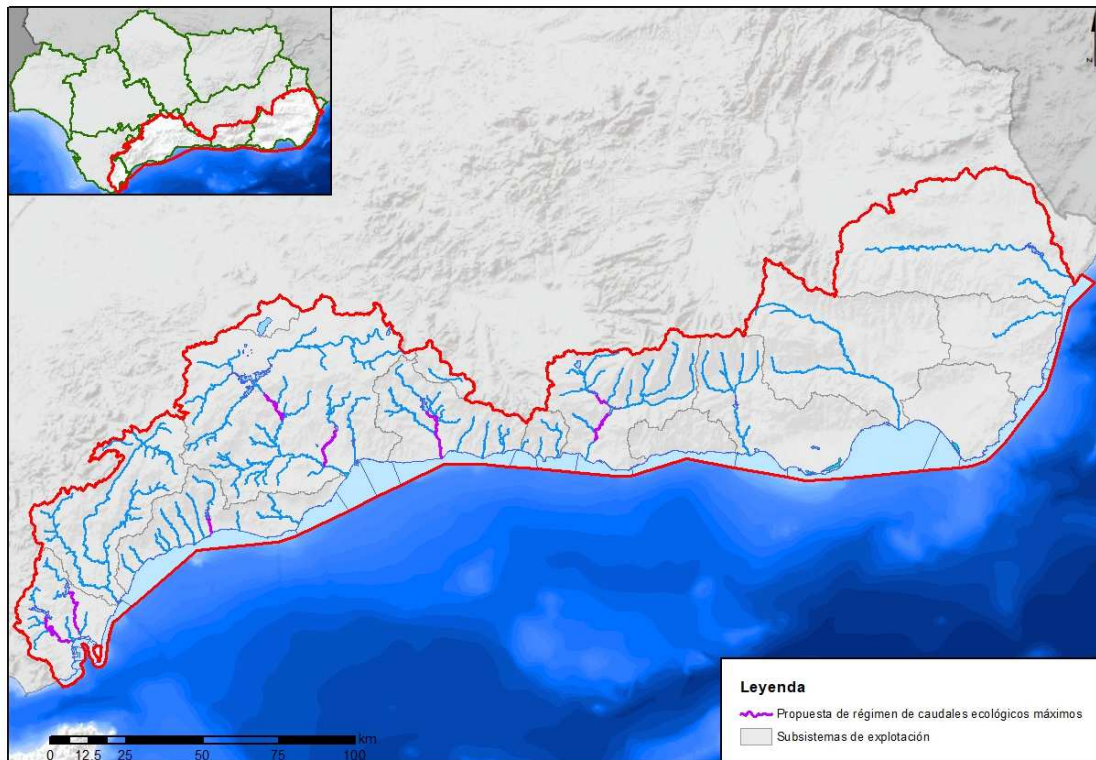 N
Leyenda
Propuesta de régimen de caudales ecológicos máximos
Subsistemas de explotación
km
0 12,5 25 50 75 100